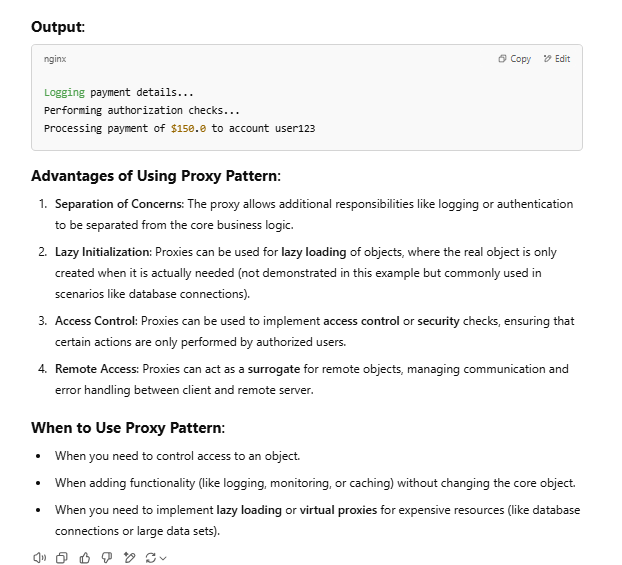 Output:
nginx
Copy
Edit
Logging payment details...
Performing authorization checks...
Processing payment of $150.0 to account user123
Advantages of Using Proxy Pattern:
1. Separation of Concerns: The proxy allows additional responsibilities like logging or authentication
to be separated from the core business logic.
2. Lazy Initialization: Proxies can be used for lazy loading of objects, where the real object is only
created when it is actually needed (not demonstrated in this example but commonly used in
scenarios like database connections).
3. Access Control: Proxies can be used to implement access control or security checks, ensuring that
certain actions are only performed by authorized users.
4. Remote Access: Proxies can act as a surrogate for remote objects, managing communication and
error handling between client and remote server.
When to Use Proxy Pattern:
• When you need to control access to an object.
• When adding functionality (like logging, monitoring, or caching) without changing the core object.
• When you need to implement lazy loading or virtual proxies for expensive resources (like database
connections or large data sets).